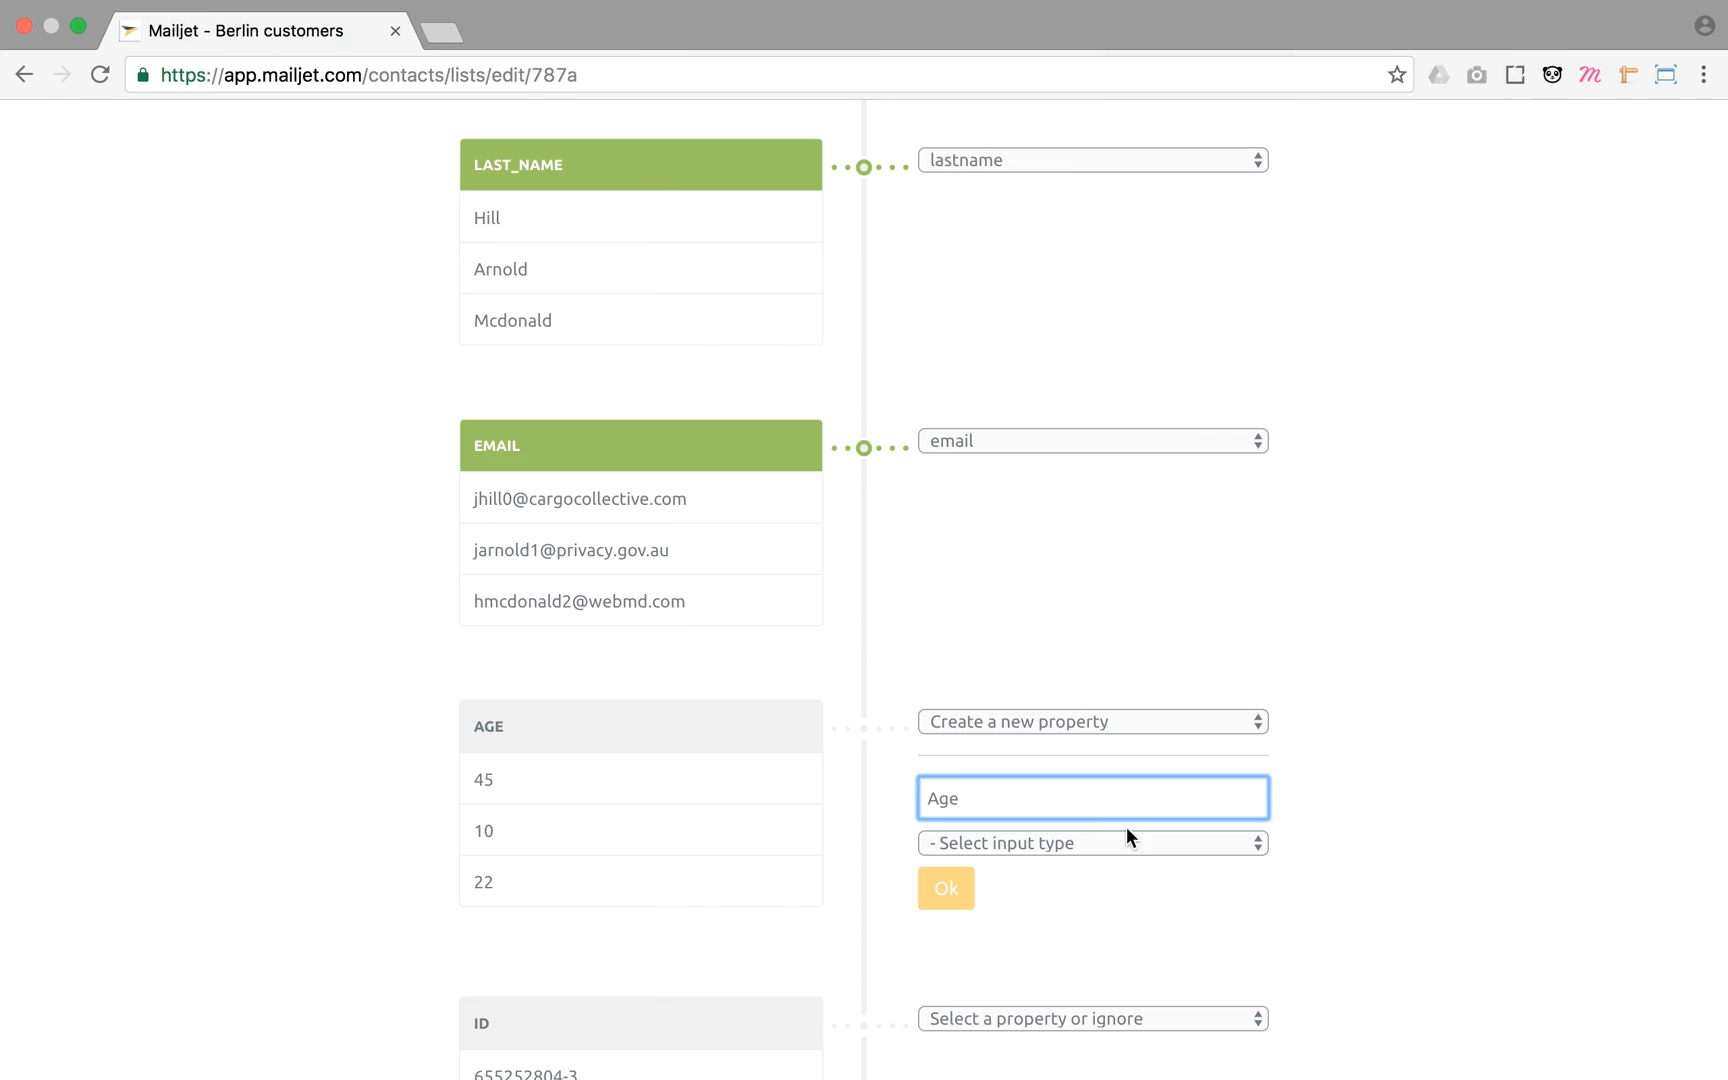 Mailjet - Berlin customers
https://app.mailjet.com/contacts/lists/edit/787a
LAST_NAME
lastname
Hill
Arnold
Mcdonald
EMAIL
email
jhill0@cargocollective.com
jarnold1@privacy.gov.au
hmcdonald2@webmd.com
AGE
Create a new property
45
Age
10
- Select input type
22
Ok
ID
Select a property or ignore
655252804-3